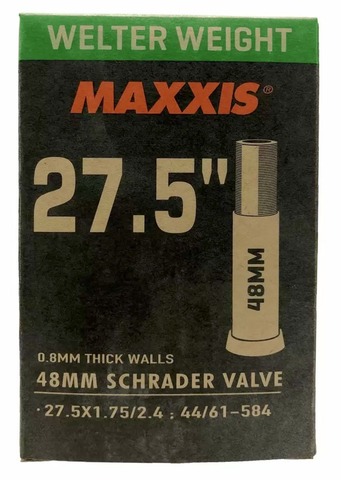 WELTER WEIGHT
MAXXIS®
27.5"
48MM
0.8MM THICK WALLS
48MM SCHRADER VALVE
· 27.5X1.75/2.4 ; 44/61-584